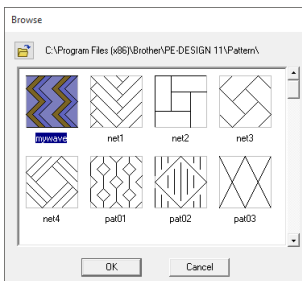 Browse
C:\Program Files (x86)\Brother\PE-DESIGN 11\Pattern\
mywave net1 net2 net3
net4 pat01 pat02 pat03
OK Cancel